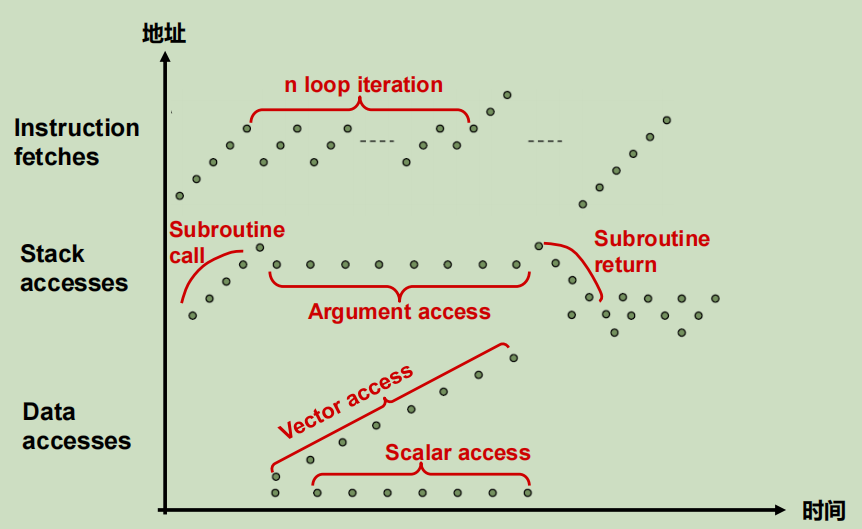 地址
n loop iteration
Instruction
fetches
Subroutine
call
Stack
accesses
Subroutine
return
Argument access
Vector access
Data
accesses
Scalar access
时间